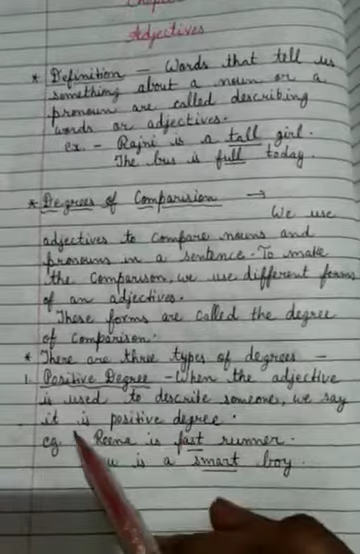 Adjectives
* Definition - Words that tell us
something about a noun or a
pronoun are called describing
words or adjectives.
ex. - Rajni is a tall girl.
The bus is full today.
* Degrees of Comparision →
We use
adjectives to compare nouns and
pronouns in a sentence. To make
the comparison, we use different forms
of an adjectives.
These forms are called the degree
of comparison.
* There are three types of degrees -
1. Positive Degree - When the adjective
is used to describe someone, we say
it is positive degree.
eg. Reena is fast runner.
is a smart boy.